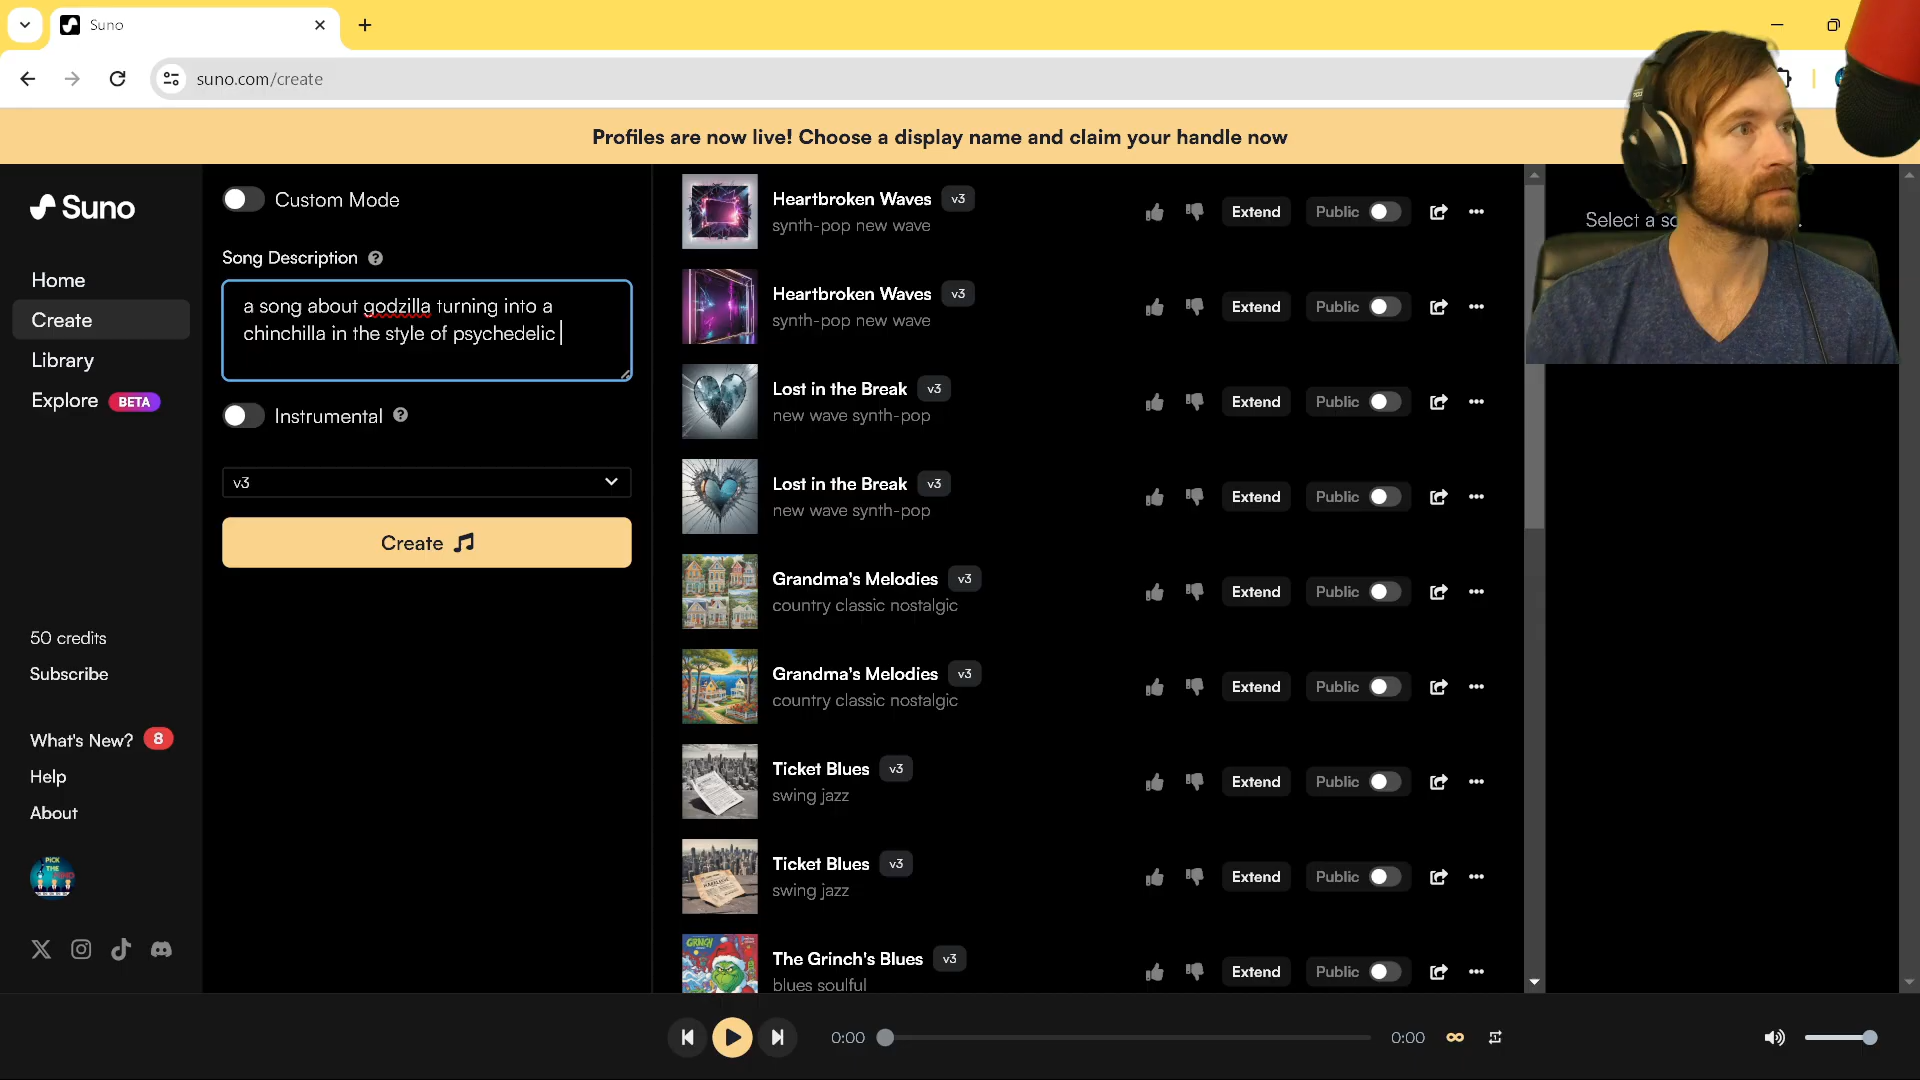 Suno
suno.com/create
Profiles are now live! Choose a display name and claim your handle now
Suno
Home
Create
Library
Explore BETA
50 credits
Subscribe
What's New? 8
Help
About
PICK
THE
Custom Mode
Song Description ?
a song about godzilla turning into a
chinchilla in the style of psychedelic
Instrumental ?
v3
Create
Heartbroken Waves v3
synth-pop new wave
Extend Public
Heartbroken Waves v3
synth-pop new wave
Extend Public
Lost in the Break v3
new wave synth-pop
Extend Public
Lost in the Break v3
new wave synth-pop
Extend Public
Grandma's Melodies v3
country classic nostalgic
Extend Public
Grandma's Melodies v3
country classic nostalgic
Extend Public
Ticket Blues v3
swing jazz
Extend Public
Ticket Blues v3
swing jazz
Extend Public
GRINCH
The Grinch's Blues v3
blues soulful
Extend Public
Select a
0:00
0:00